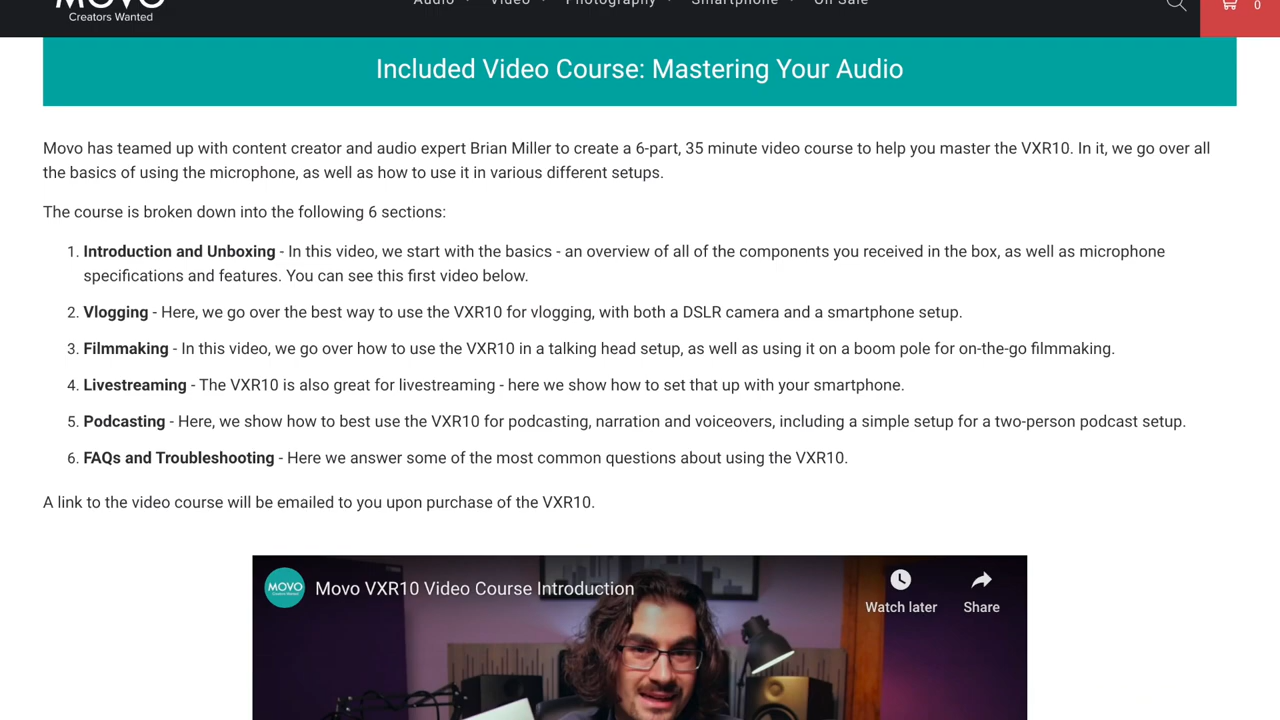 MOVO
Creators Wanted
Audio Video Photography Smartphone On Sale
0
Included Video Course: Mastering Your Audio
Movo has teamed up with content creator and audio expert Brian Miller to create a 6-part, 35 minute video course to help you master the VXR10. In it, we go over all
the basics of using the microphone, as well as how to use it in various different setups.
The course is broken down into the following 6 sections:
1. Introduction and Unboxing - In this video, we start with the basics - an overview of all of the components you received in the box, as well as microphone
specifications and features. You can see this first video below.
2. Vlogging - Here, we go over the best way to use the VXR10 for vlogging, with both a DSLR camera and a smartphone setup.
3. Filmmaking - In this video, we go over how to use the VXR10 in a talking head setup, as well as using it on a boom pole for on-the-go filmmaking.
4. Livestreaming - The VXR10 is also great for livestreaming - here we show how to set that up with your smartphone.
5. Podcasting - Here, we show how to best use the VXR10 for podcasting, narration and voiceovers, including a simple setup for a two-person podcast setup.
6. FAQs and Troubleshooting - Here we answer some of the most common questions about using the VXR10.
A link to the video course will be emailed to you upon purchase of the VXR10.
MOVO
Movo VXR10 Video Course Introduction
Watch later
Share